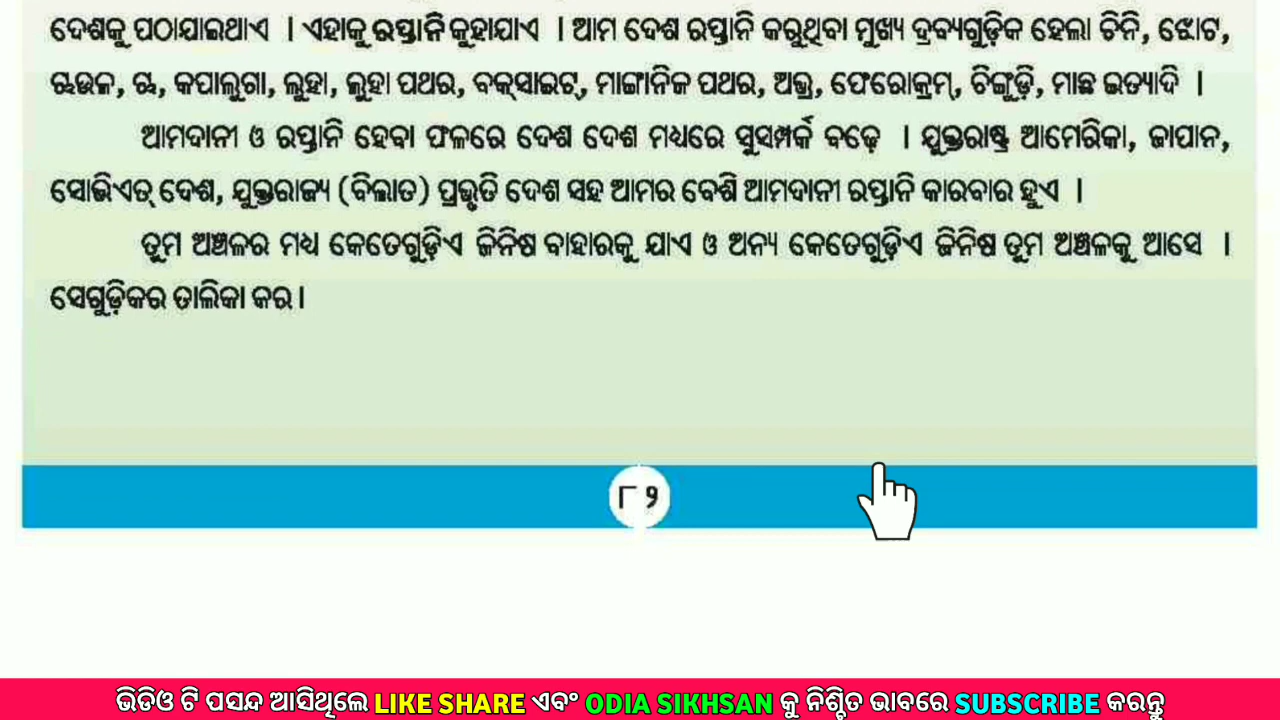 ଦେଶକୁ ପଠାଯାଇଥାଏ । ଏହାକୁ ରପ୍ତାନି କୁହାଯାଏ । ଆମ ଦେଶ ରପ୍ତାନି କରୁଥିବା ମୁଖ୍ୟ ଦ୍ରବ୍ୟଗୁଡ଼ିକ ହେଲା ଚିନି, ଝୋଟ,
ଚାଉଳ, ଚା, କପାଲୁଗା, ଲୁହା, ଲୁହା ପଥର, ବକ୍ସାଇଟ୍, ମାଙ୍ଗାନିଜ ପଥର, ଅଭ୍ର, ଫେରୋକ୍ରମ୍, ଚିଙ୍ଗୁଡ଼ି, ମାଛ ଇତ୍ୟାଦି ।
ଆମଦାନୀ ଓ ରପ୍ତାନି ହେବା ଫଳରେ ଦେଶ ଦେଶ ମଧ୍ୟରେ ସୁସମ୍ପର୍କ ବଢ଼େ । ଯୁକ୍ତରାଷ୍ଟ୍ର ଆମେରିକା, ଜାପାନ,
ସୋଭିଏତ୍ ଦେଶ, ଯୁକ୍ତରାଜ୍ୟ (ବିଲାତ) ପ୍ରଭୃତି ଦେଶ ସହ ଆମର ବେଶି ଆମଦାନୀ ରପ୍ତାନି କାରବାର ହୁଏ ।
ତୁମ ଅଞ୍ଚଳର ମଧ୍ୟ କେତେଗୁଡ଼ିଏ ଜିନିଷ ବାହାରକୁ ଯାଏ ଓ ଅନ୍ୟ କେତେଗୁଡ଼ିଏ ଜିନିଷ ତୁମ ଅଞ୍ଚଳକୁ ଆସେ ।
ସେଗୁଡ଼ିକର ତାଲିକା କର ।
୮୨
ଭିଡିଓ ଟି ପସନ୍ଦ ଆସିଥିଲେ LIKE SHARE ଏବଂ ODIA SIKHSAN କୁ ନିଶ୍ଚିତ ଭାବରେ SUBSCRIBE କରନ୍ତୁ